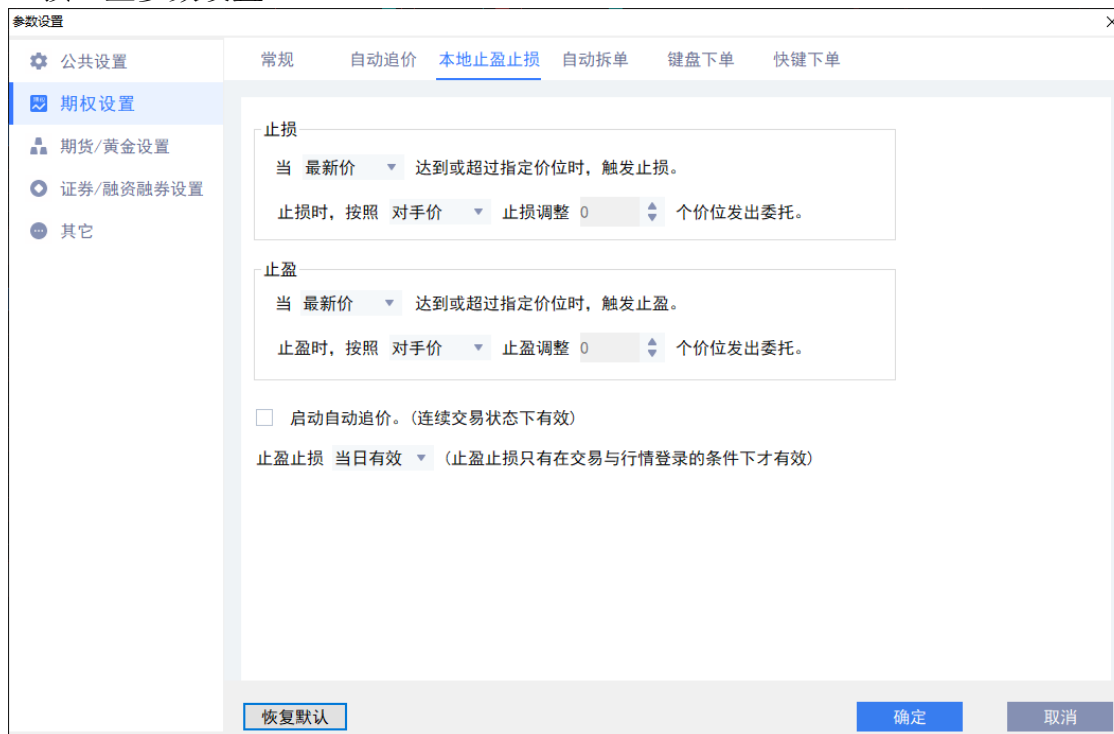 参数设置
公共设置
期权设置
期货/黄金设置
证券/融资融券设置
其它
常规 自动追价 本地止盈止损 自动拆单 键盘下单 快键下单
止损
当 最新价 达到或超过指定价位时，触发止损。
止损时，按照 对手价 止损调整 0 个价位发出委托。
止盈
当 最新价 达到或超过指定价位时，触发止盈。
止盈时，按照 对手价 止盈调整 0 个价位发出委托。
启动自动追价。(连续交易状态下有效)
止盈止损 当日有效 (止盈止损只有在交易与行情登录的条件下才有效)
恢复默认 确定 取消